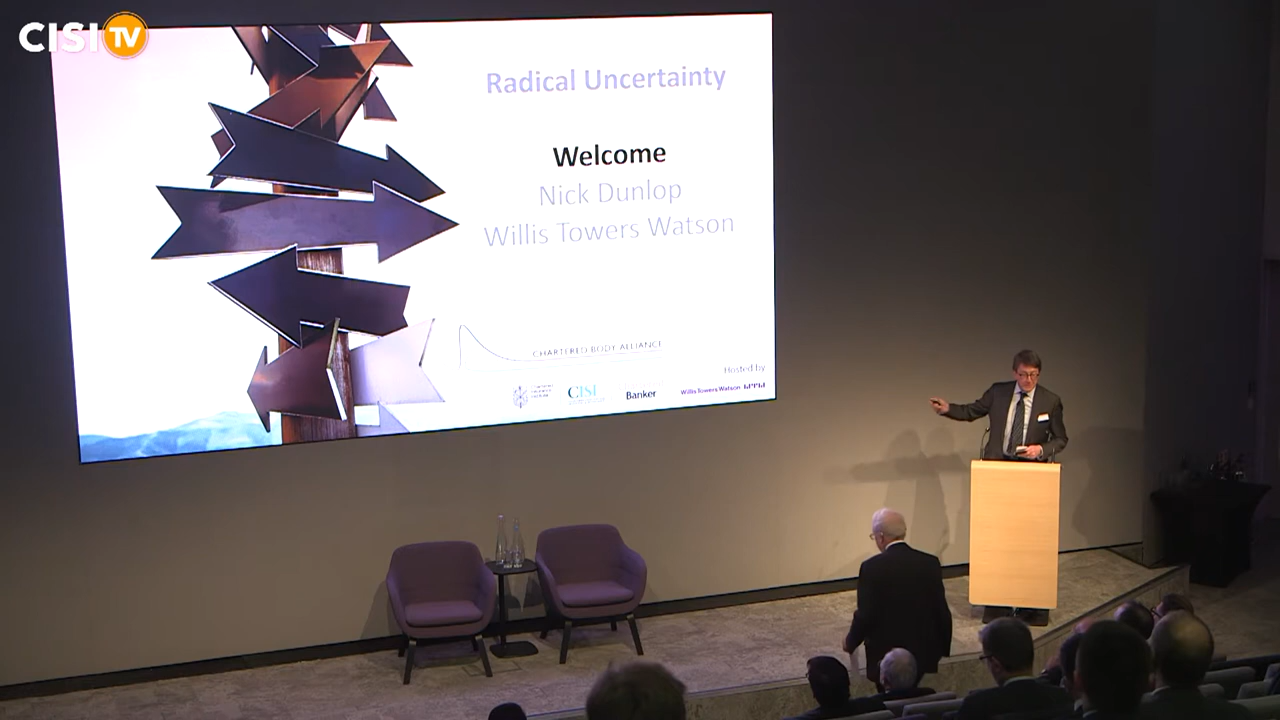 CISI TV
Radical Uncertainty
Welcome
Nick Dunlop
Willis Towers Watson
CHARTERED BODY ALLIANCE
Hosted by
CISI
Banker
Willis Towers Watson